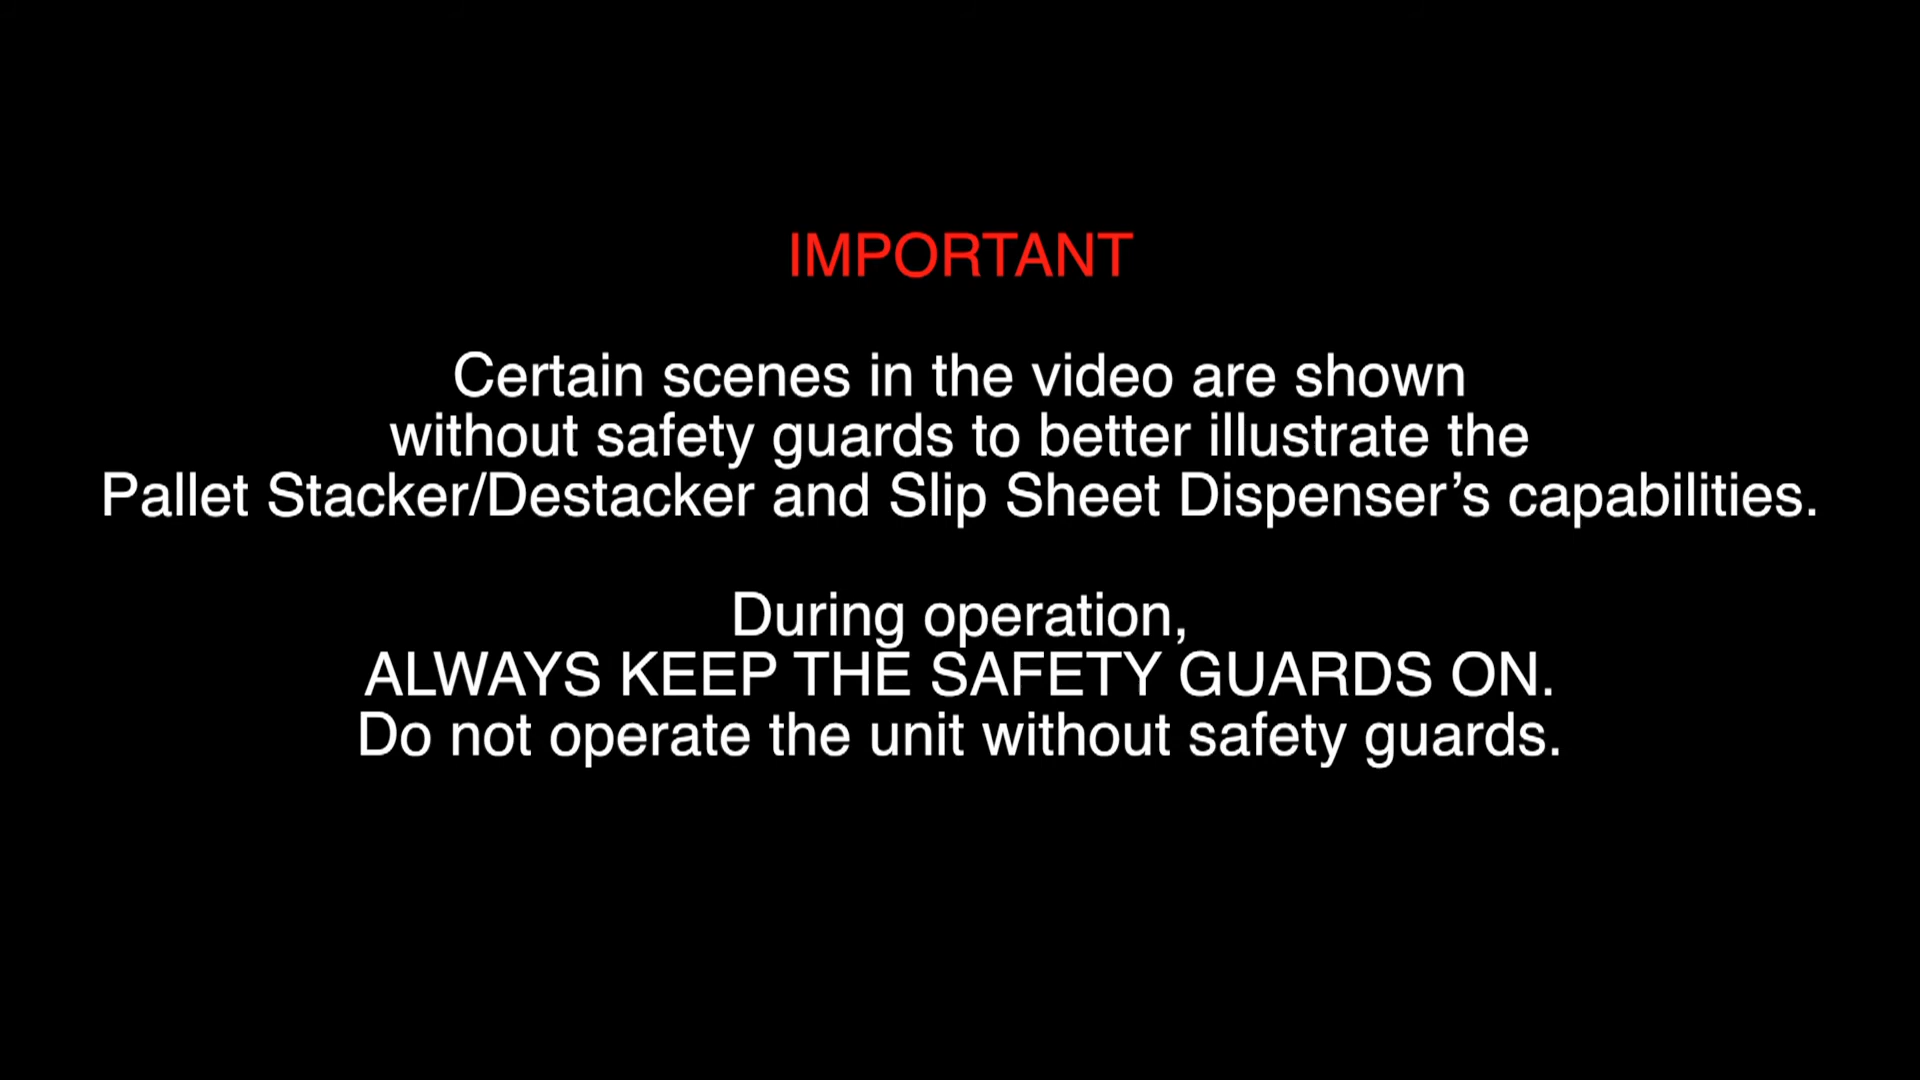 IMPORTANT
Certain scenes in the video are shown
without safety guards to better illustrate the
Pallet Stacker/Destacker and Slip Sheet Dispenser’s capabilities.
During operation,
ALWAYS KEEP THE SAFETY GUARDS ON.
Do not operate the unit without safety guards.